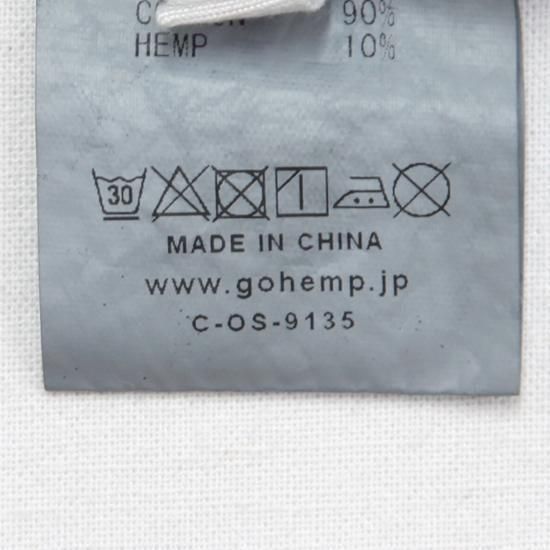 90%
HEMP 10%
30
MADE IN CHINA
www.gohemp.jp
C-OS-9135